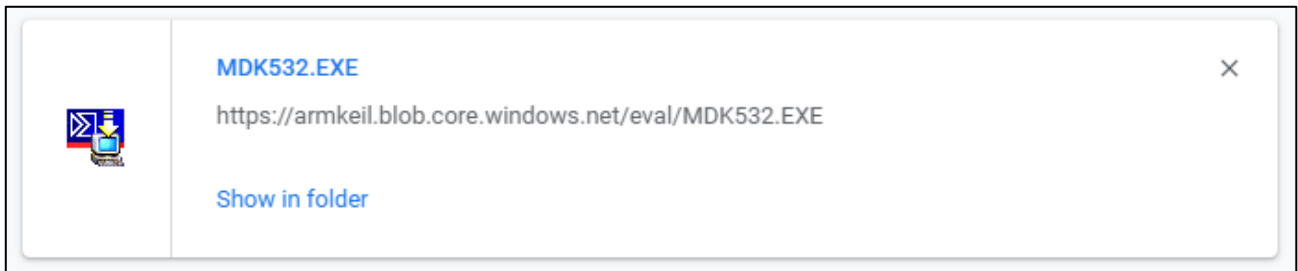 MDK532.EXE
https://armkeil.blob.core.windows.net/eval/MDK532.EXE
Show in folder